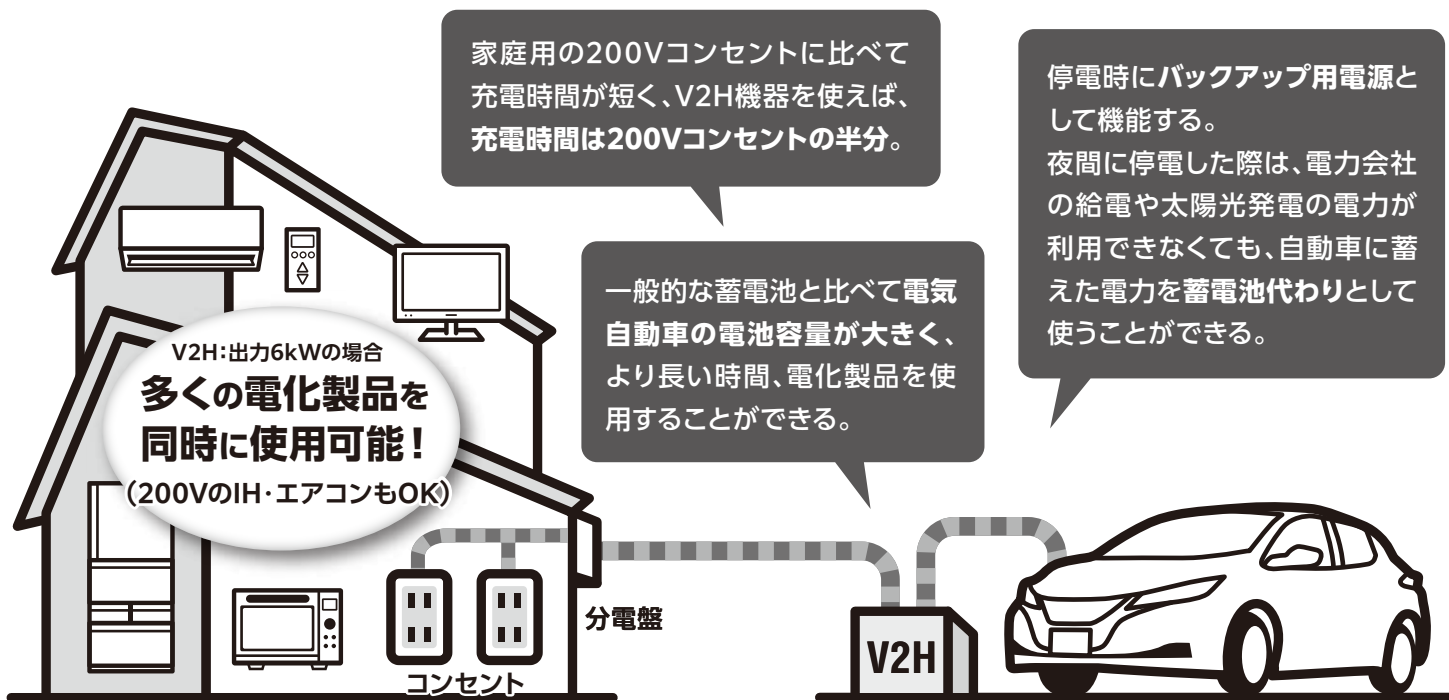 家庭用の200Vコンセントに比べて
充電時間が短く、V2H機器を使えば、
充電時間は200Vコンセントの半分。
停電時にバックアップ用電源と
して機能する。
夜間に停電した際は、電力会社
の給電や太陽光発電の電力が
利用できなくても、自動車に蓄
えた電力を蓄電池代わりとして
使うことができる。
一般的な蓄電池と比べて電気
自動車の電池容量が大きく、
より長い時間、電化製品を使
用することができる。
V2H:出力6kWの場合
多くの電化製品を
同時に使用可能!
(200VのIH・エアコンもOK)
分電盤
コンセント
V2H